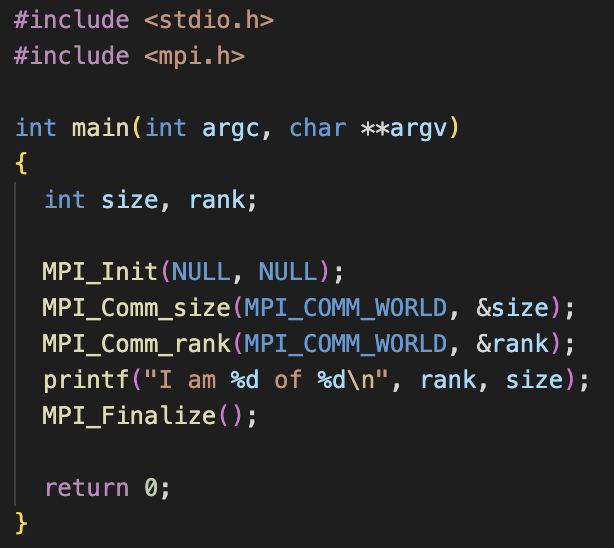 #include <stdio.h>
#include <mpi.h>

int main(int argc, char **argv)
{
  int size, rank;

  MPI_Init(NULL, NULL);
  MPI_Comm_size(MPI_COMM_WORLD, &size);
  MPI_Comm_rank(MPI_COMM_WORLD, &rank);
  printf("I am %d of %d\n", rank, size);
  MPI_Finalize();

  return 0;
}